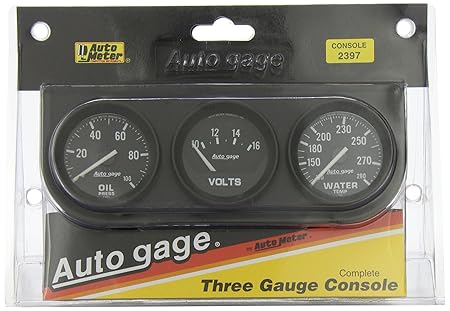 Auto Meter
Auto gage
CONSOLE
2397
20 40 60 80 100
Auto gage
OIL
PRESS
10 12 14 16
Auto gage
VOLTS
150 180 200 230 250 270 280
Auto gage
WATER
TEMP
Auto gage®
by Auto Meter
Complete
Three Gauge Console